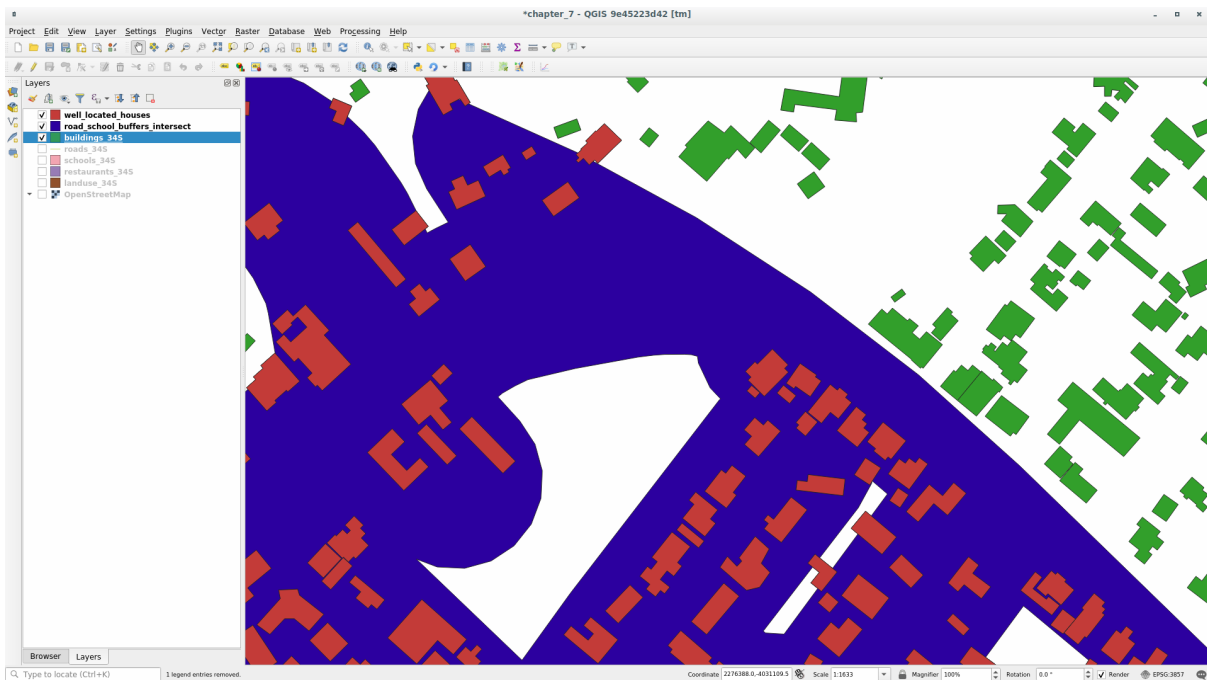 *chapter_7 - QGIS 9e45223d42 [tm]
Project Edit View Layer Settings Plugins Vector Raster Database Web Processing Help
Layers
well_located_houses
road_school_buffers_intersect
buildings_34S
roads_34S
schools_34S
restaurants_34S
landuse_34S
OpenStreetMap
Browser Layers
Type to locate (Ctrl+K) 1 legend entries removed. Coordinate 2276388.0,-4031109.5 Scale 1:1633 Magnifier 100% Rotation 0.0 ° Render EPSG:3857